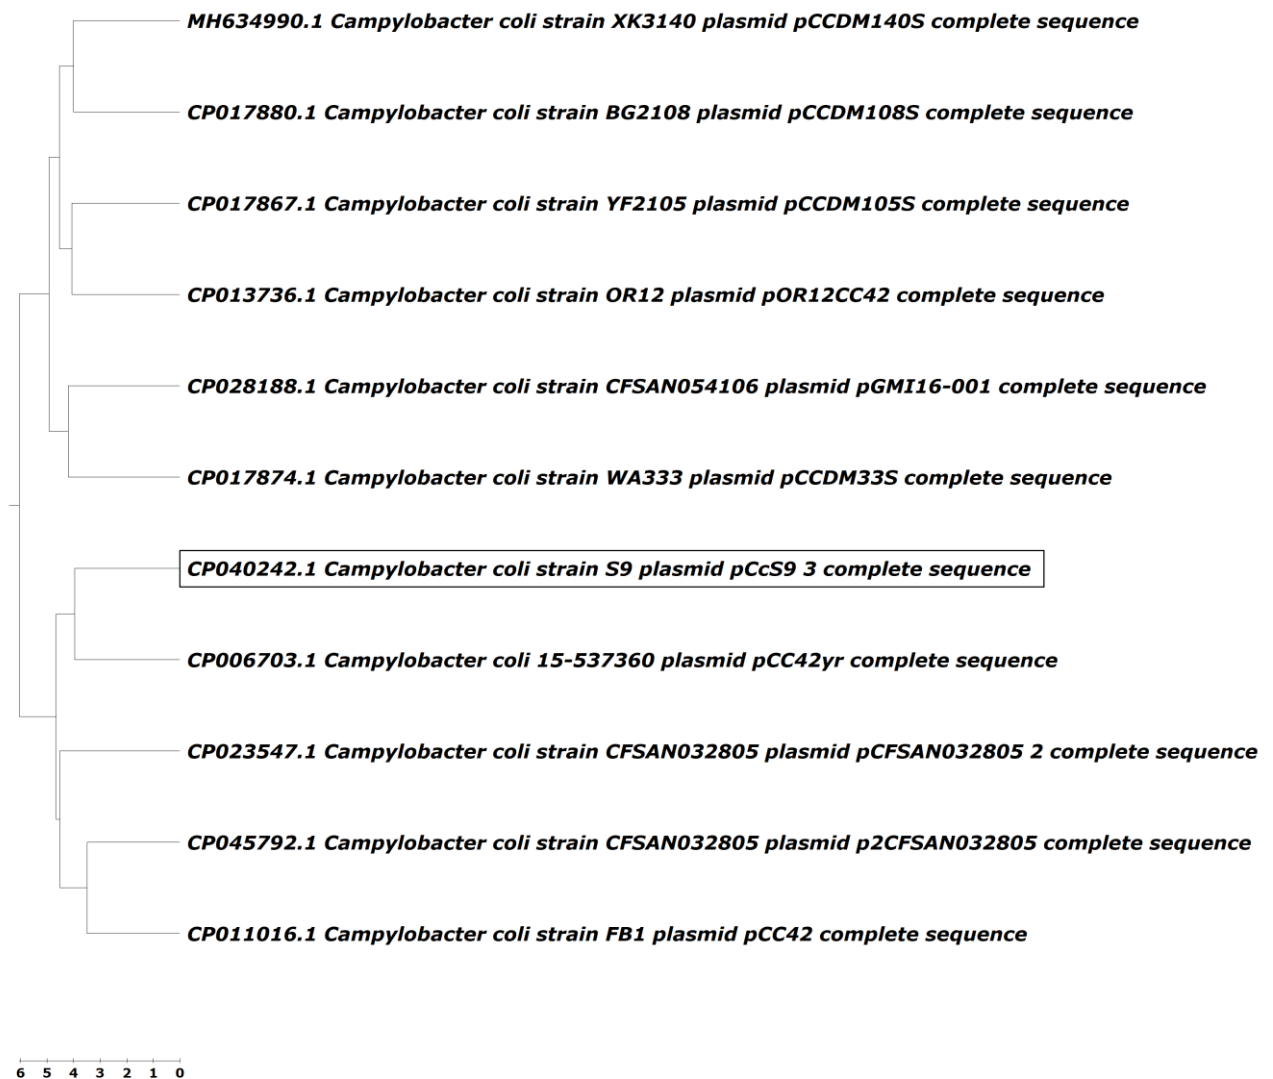 MH634990.1 Campylobacter coli strain XK3140 plasmid pCCDM140S complete sequence
CP017880.1 Campylobacter coli strain BG2108 plasmid pCCDM108S complete sequence
CP017867.1 Campylobacter coli strain YF2105 plasmid pCCDM105S complete sequence
CP013736.1 Campylobacter coli strain OR12 plasmid pOR12CC42 complete sequence
CP028188.1 Campylobacter coli strain CFSAN054106 plasmid pGMI16-001 complete sequence
CP017874.1 Campylobacter coli strain WA333 plasmid pCCDM33S complete sequence
CP040242.1 Campylobacter coli strain S9 plasmid pCcS9 3 complete sequence
CP006703.1 Campylobacter coli 15-537360 plasmid pCC42yr complete sequence
CP023547.1 Campylobacter coli strain CFSAN032805 plasmid pCFSAN032805 2 complete sequence
CP045792.1 Campylobacter coli strain CFSAN032805 plasmid p2CFSAN032805 complete sequence
CP011016.1 Campylobacter coli strain FB1 plasmid pCC42 complete sequence
6 5 4 3 2 1 0